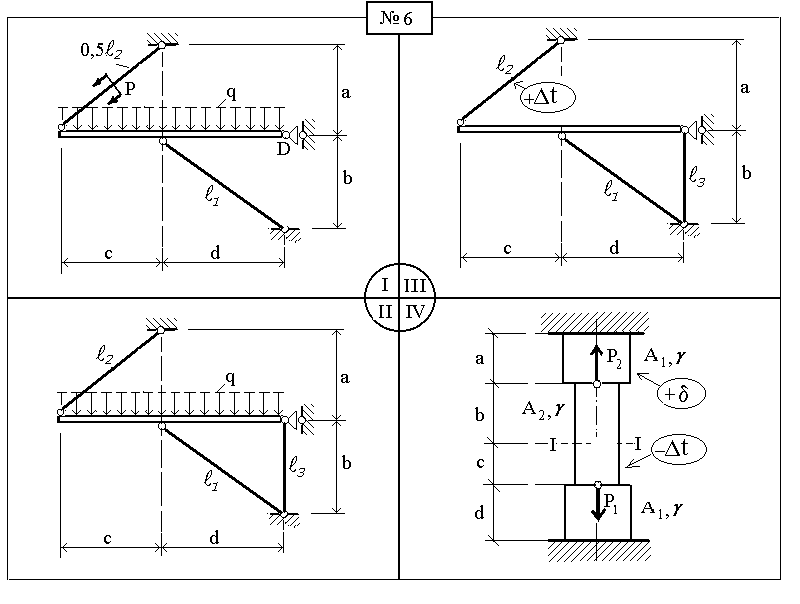 № 6
0,5ℓ₂
P
q
a
D
ℓ₁
b
c
d
I
ℓ₂
+Δt
a
ℓ₁
ℓ₃
b
c
d
III
II
ℓ₂
q
a
ℓ₁
ℓ₃
b
c
d
IV
a
P₂
A₁, γ
+δ
b
A₂, γ
I
I
−Δt
c
d
P₁
A₁, γ